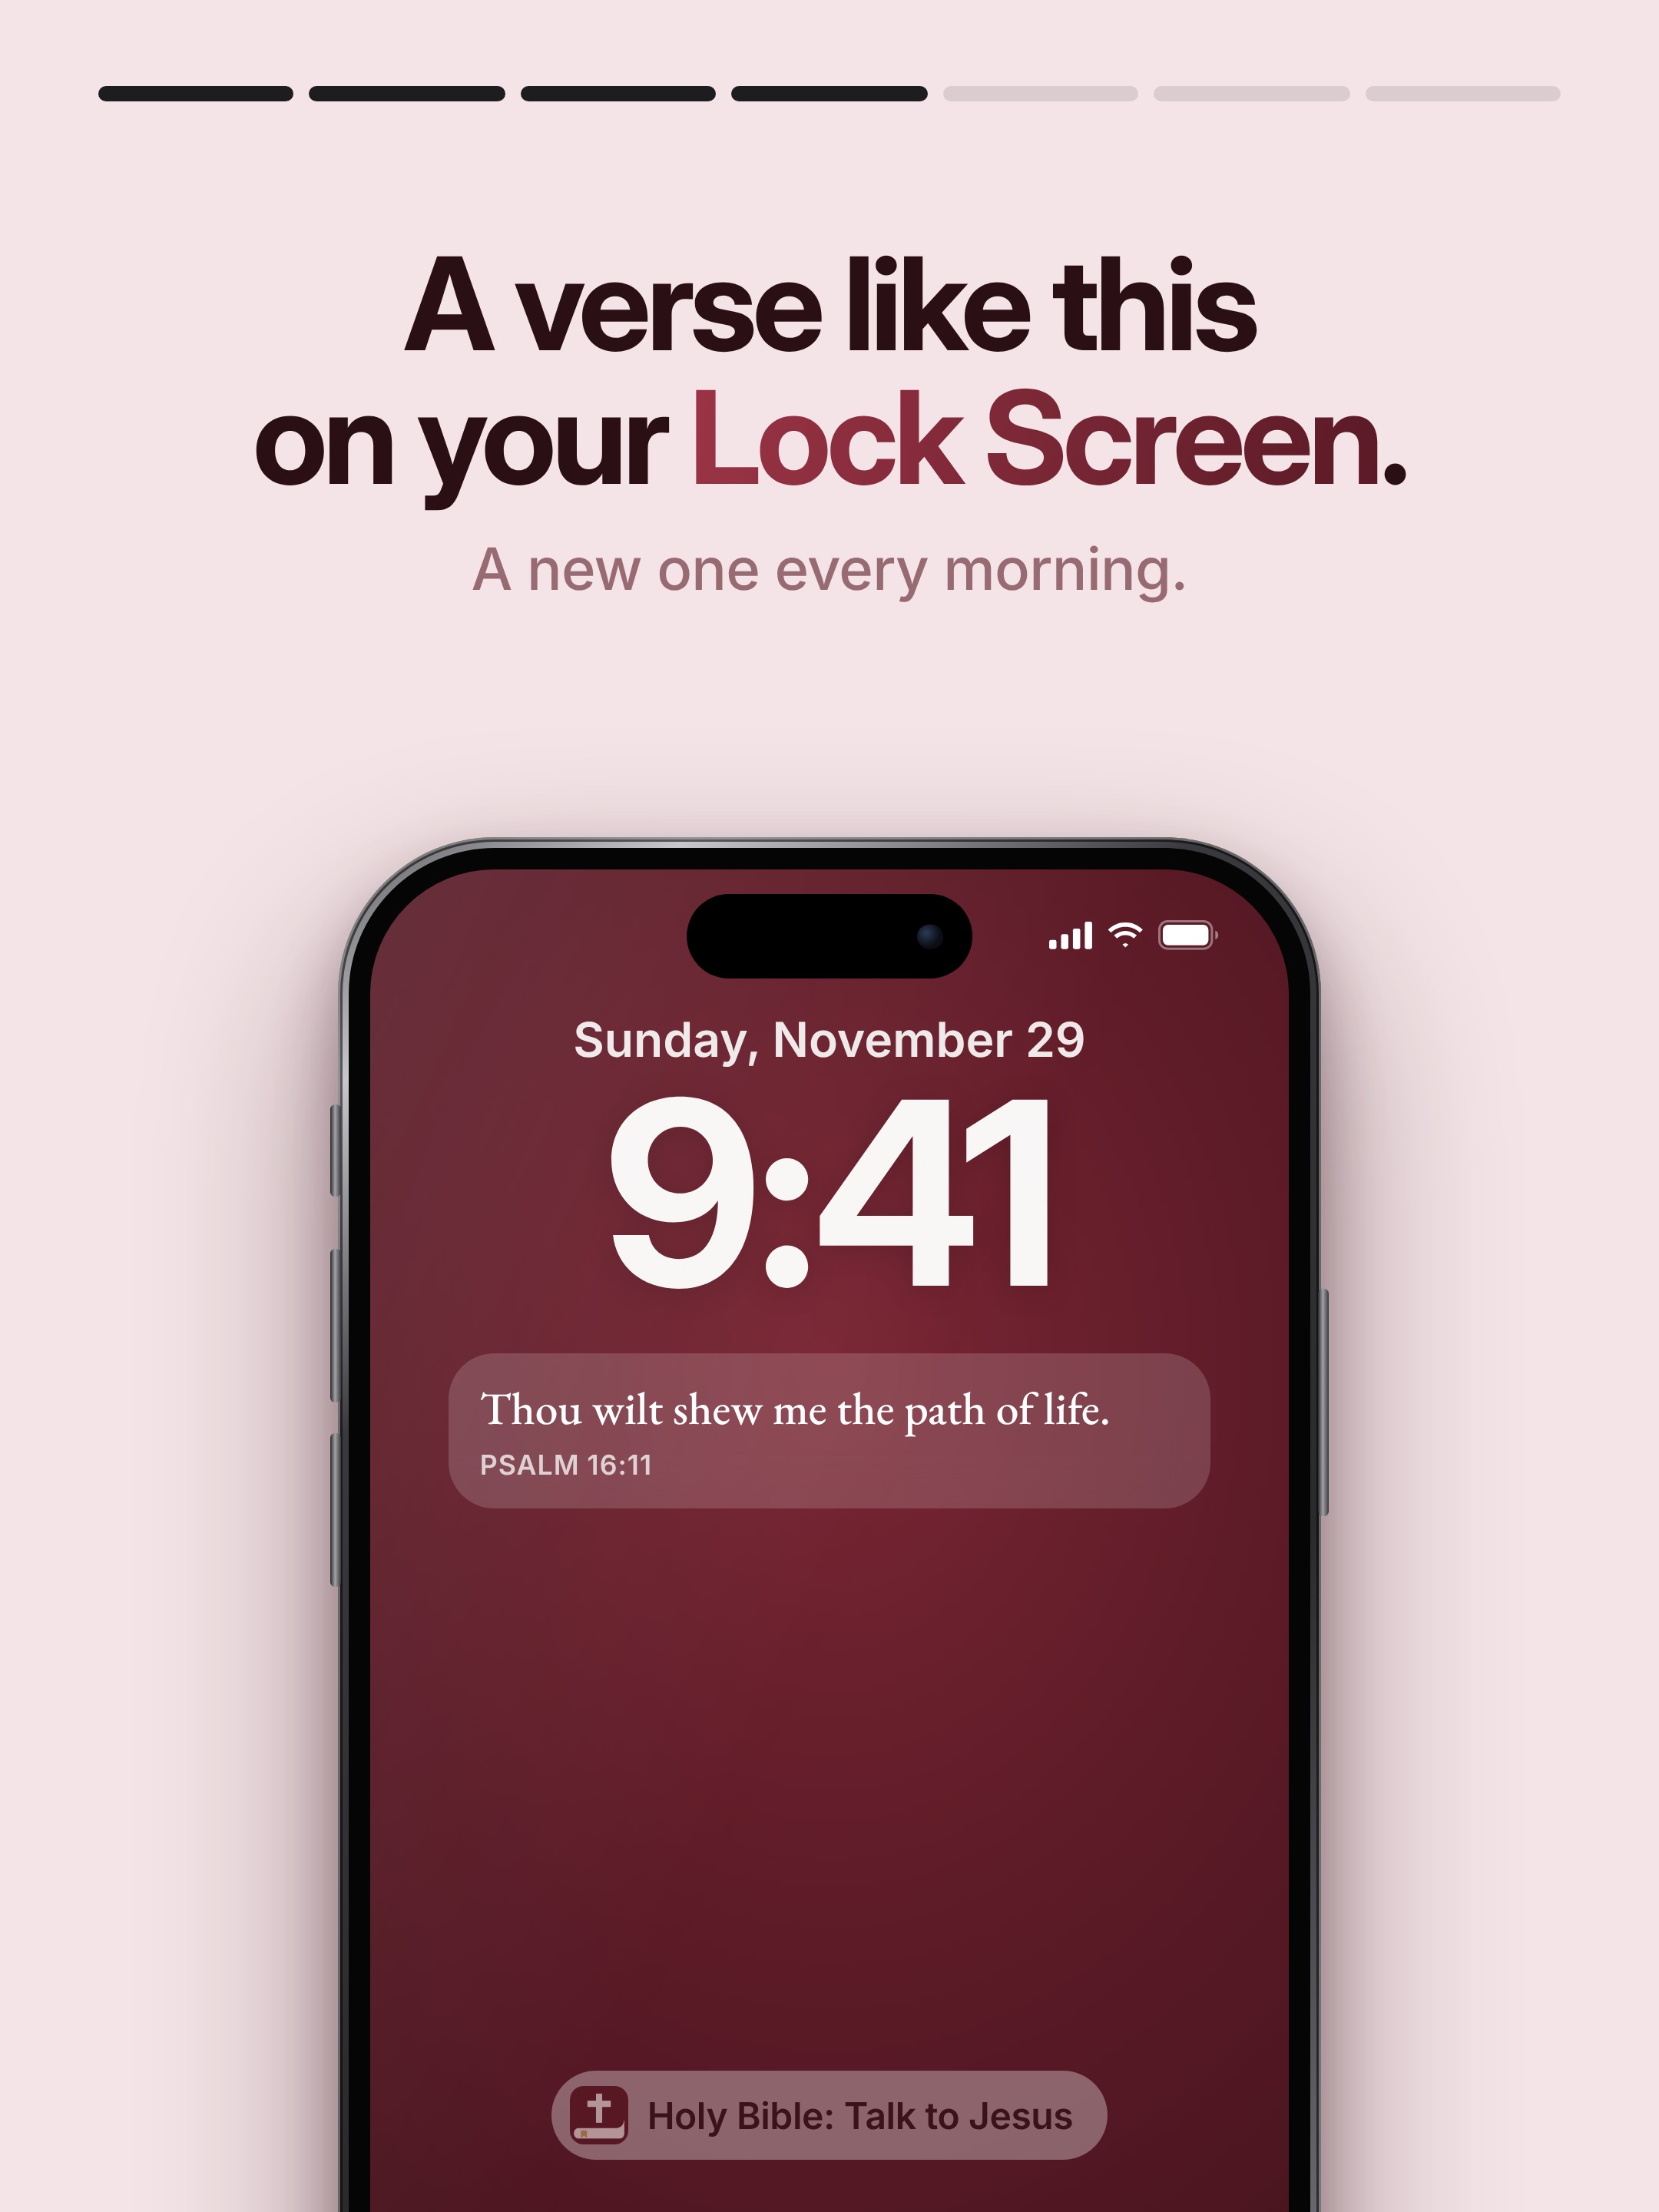 A verse like this
on your Lock Screen.
A new one every morning.
Sunday, November 29
9:41
Thou wilt shew me the path of life.
PSALM 16:11
Holy Bible: Talk to Jesus